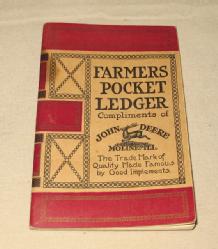 FARMERS
POCKET
LEDGER
Compliments of
JOHN DEERE
MOLINE, ILL.
The Trade Mark of
Quality Made Famous
by Good Implements